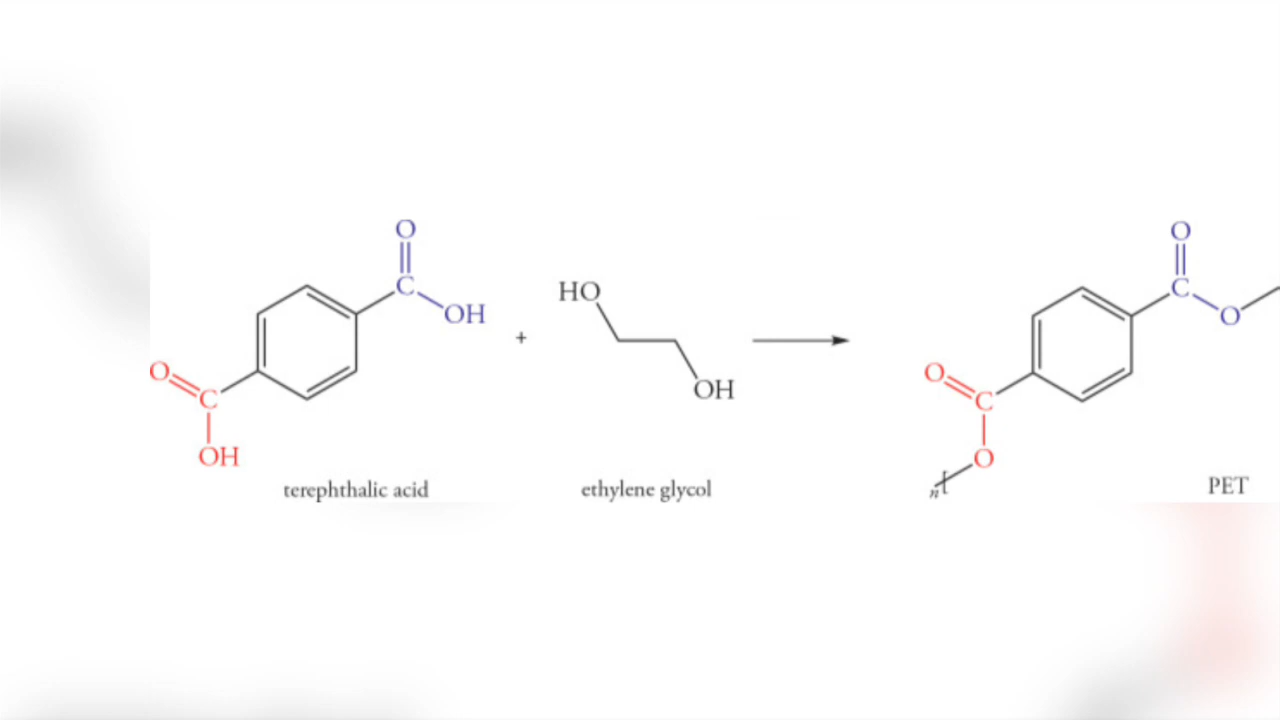 O
C
OH
O
C
OH
terephthalic acid
+
HO
OH
ethylene glycol
O
C
O
O
C
O
n
PET